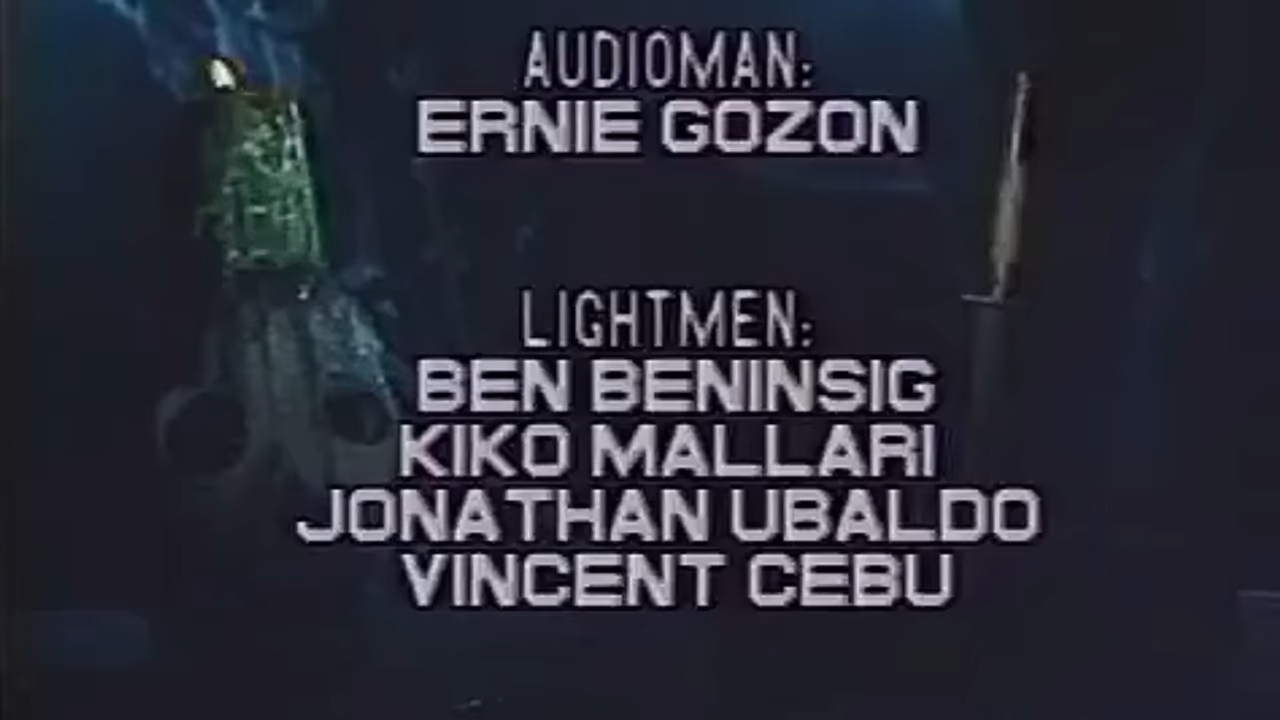 AUDIOMAN:
ERNIE GOZON
LIGHTMEN:
BEN BENINSIG
KIKO MALLARI
JONATHAN UBALDO
VINCENT CEBU